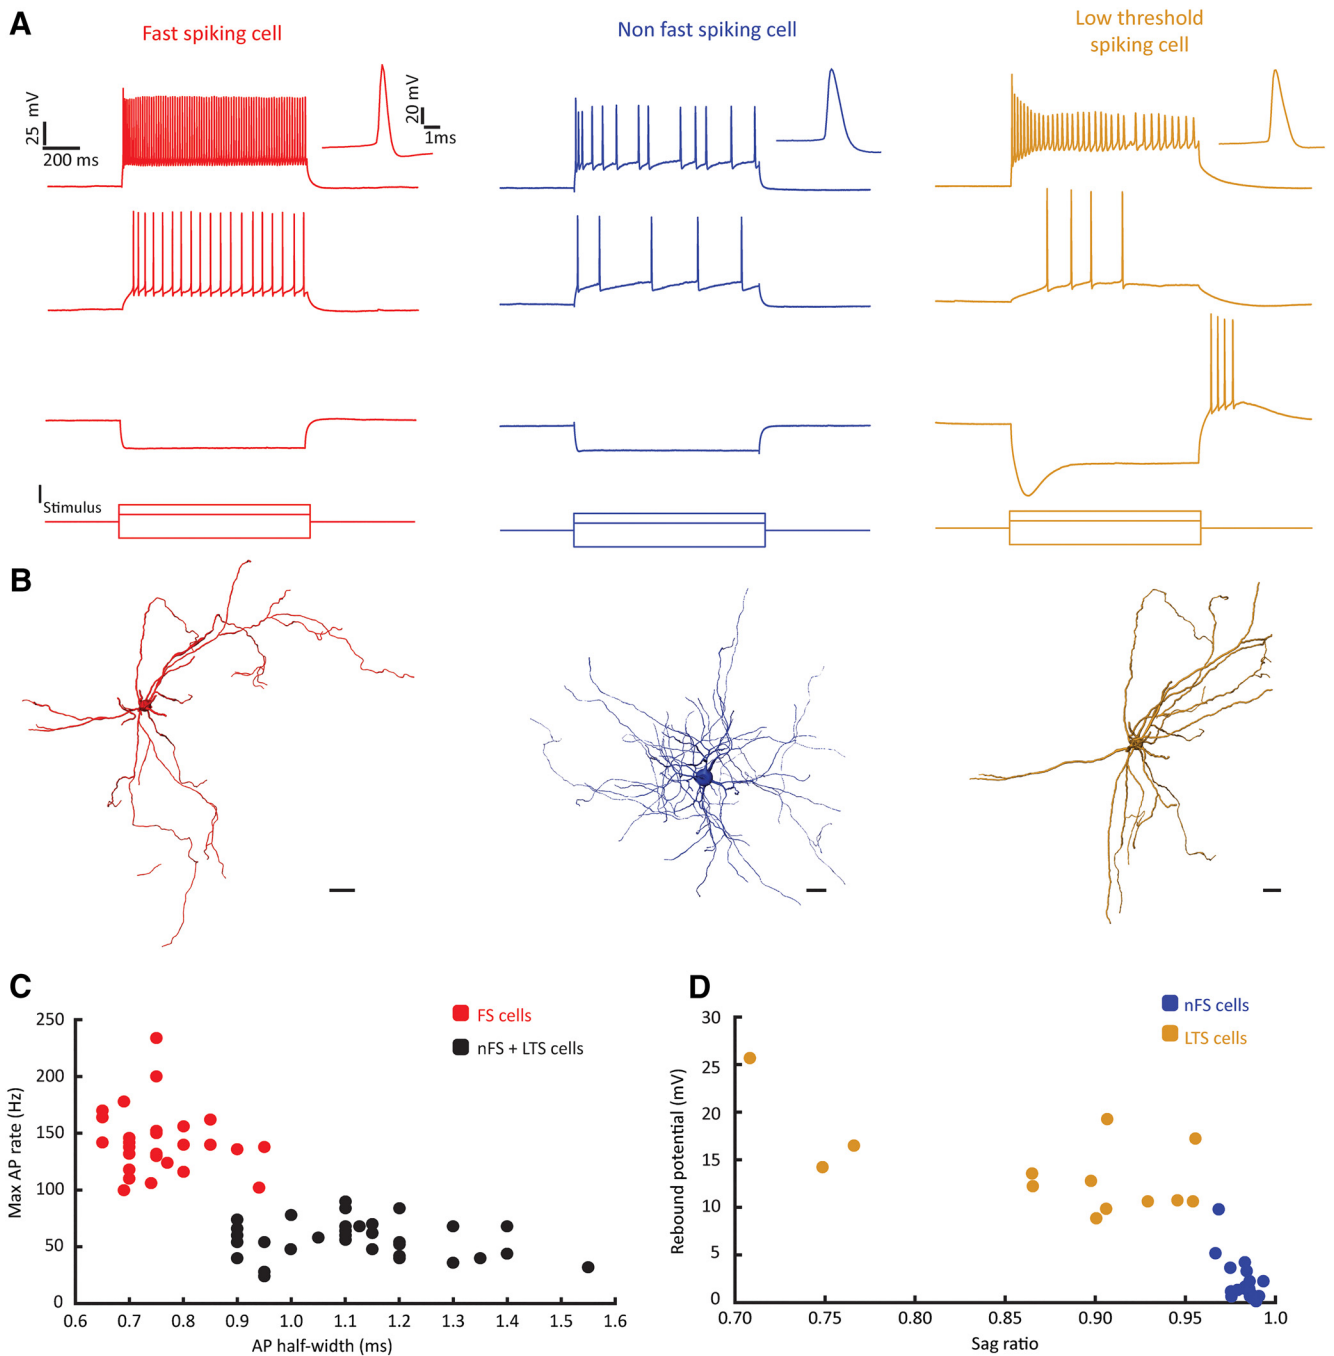 A
Fast spiking cell
Non fast spiking cell
Low threshold
spiking cell
25 mV
200 ms
20 mV
1ms
Stimulus
B
C
FS cells
nFS + LTS cells
Max AP rate (Hz)
250
200
150
100
50
0
0.6 0.7 0.8 0.9 1.0 1.1 1.2 1.3 1.4 1.5 1.6
AP half-width (ms)
D
nFS cells
LTS cells
Rebound potential (mV)
30
25
20
15
10
5
0
0.70 0.75 0.80 0.85 0.90 0.95 1.0
Sag ratio